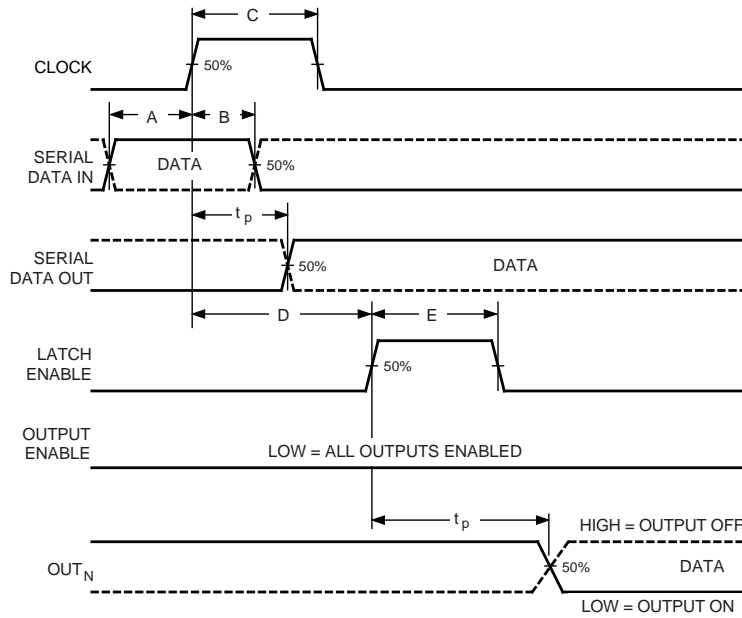 C
CLOCK
50%
A
B
SERIAL
DATA IN
DATA
50%
t p
SERIAL
DATA OUT
50%
DATA
D
E
LATCH
ENABLE
50%
OUTPUT
ENABLE
LOW = ALL OUTPUTS ENABLED
t p
HIGH = OUTPUT OFF
OUT N
50%
DATA
LOW = OUTPUT ON